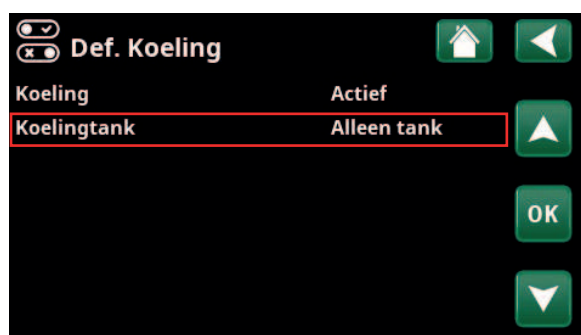 Def. Koeling
Koeling Actief
Koelingtank Alleen tank
OK